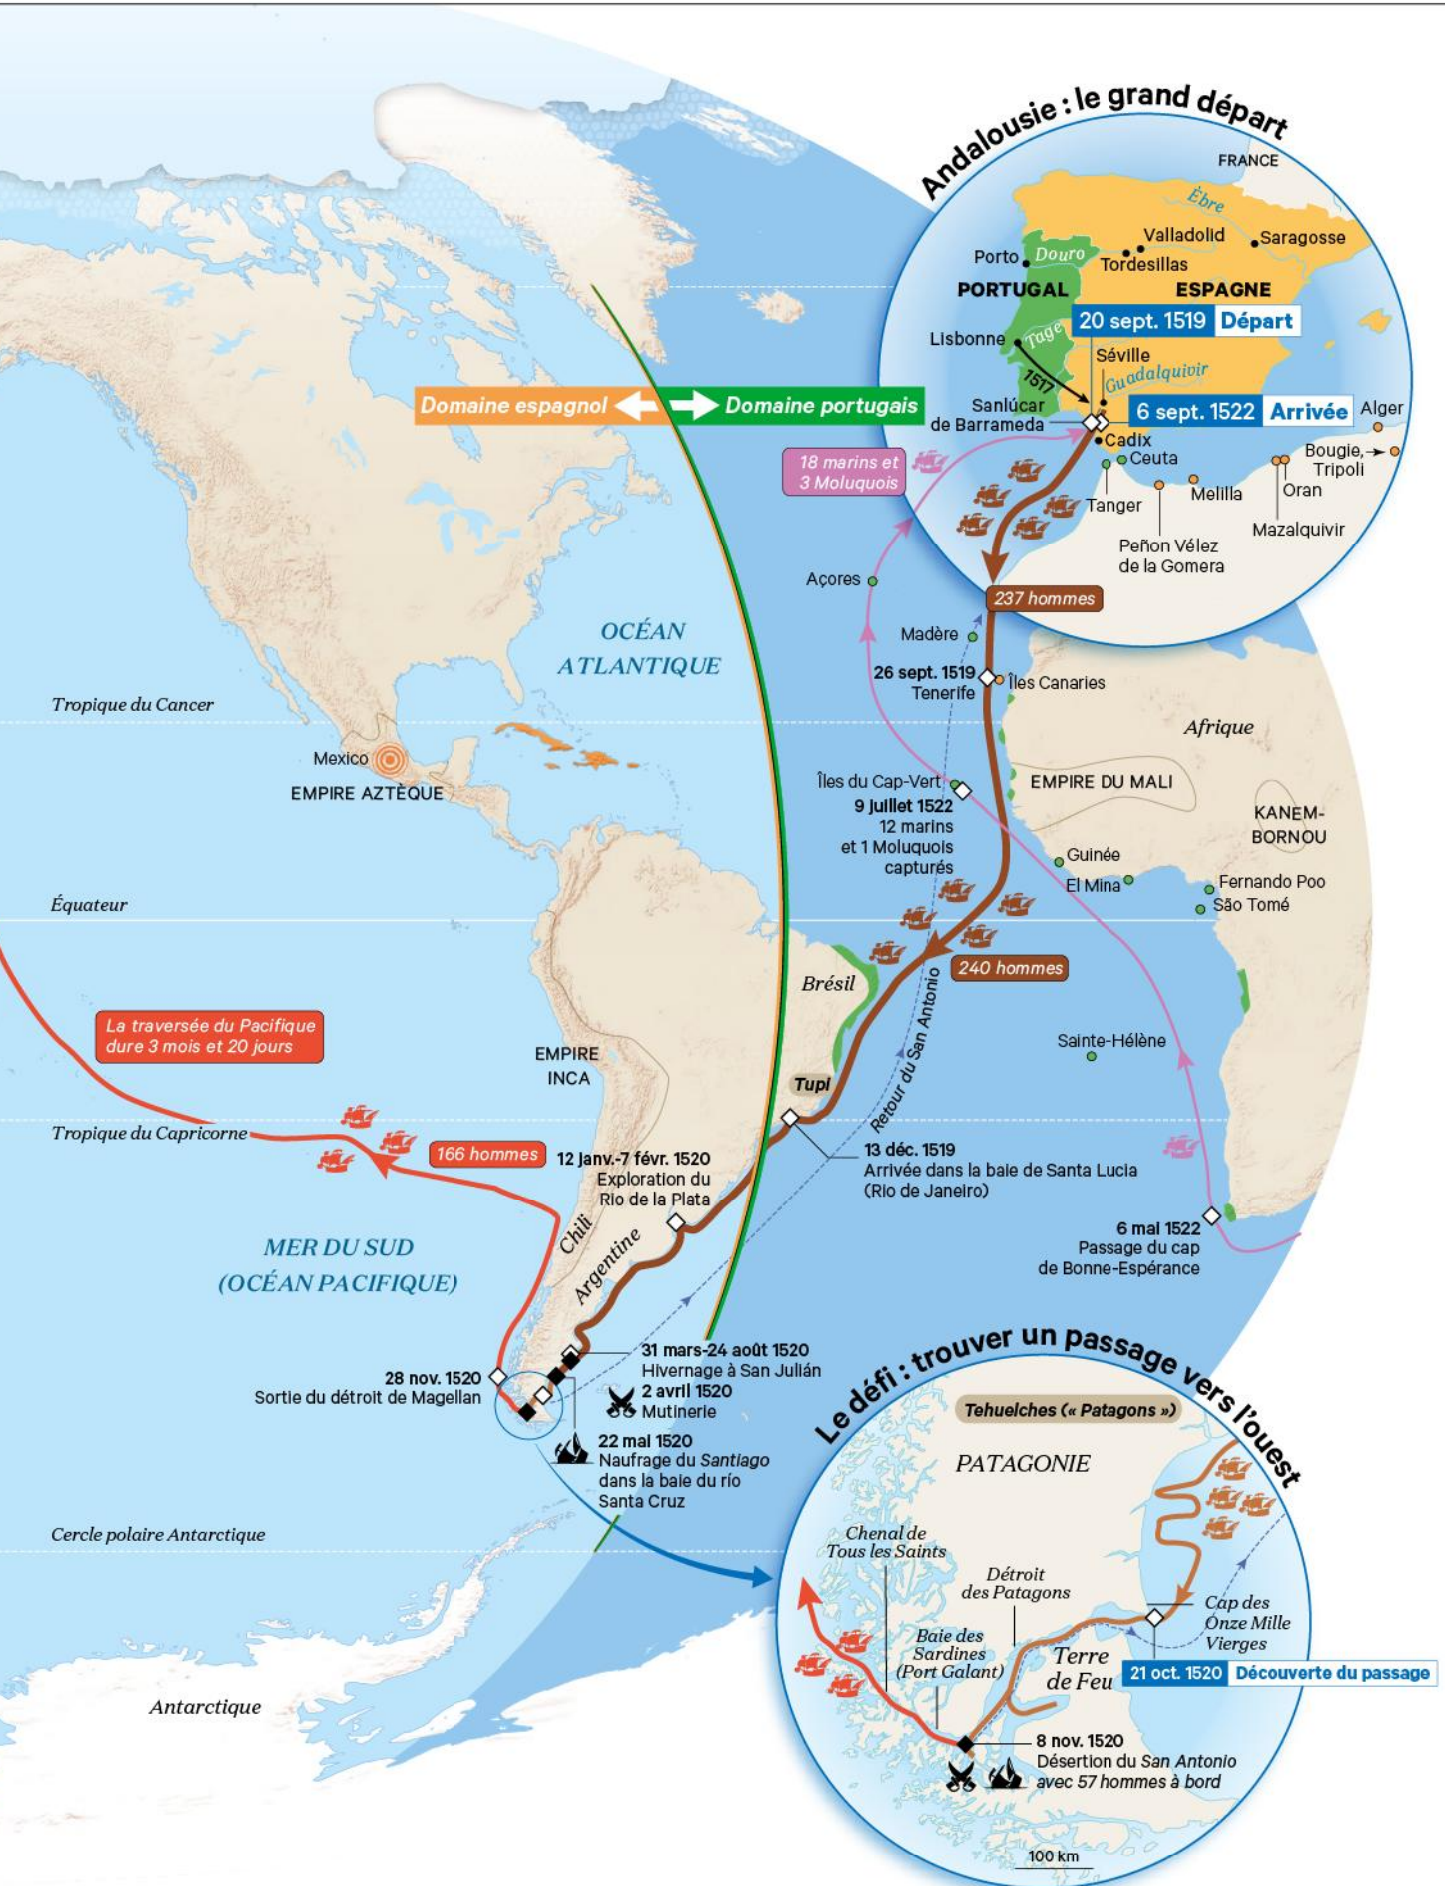 Andalousie : le grand départ
FRANCE
Èbre
Valladolid
Saragosse
Porto
Douro
Tordesillas
PORTUGAL
ESPAGNE
20 sept. 1519 Départ
Lisbonne
Tage
Séville
1517
Guadalquivir
Sanlúcar
de Barrameda
6 sept. 1522 Arrivée
Alger
Cadix
Ceuta
Bougie,
Tripoli
Tanger
Melilla
Oran
Mazalquivir
Peñon Vélez
de la Gomera
Domaine espagnol
Domaine portugais
18 marins et
3 Moluquois
Açores
237 hommes
OCÉAN
ATLANTIQUE
Madère
26 sept. 1519
Tenerife
Îles Canaries
Tropique du Cancer
Afrique
Mexico
EMPIRE AZTÈQUE
Îles du Cap-Vert
9 juillet 1522
12 marins
et 1 Moluquois
capturés
EMPIRE DU MALI
KANEM-
BORNOU
Guinée
El Mina
Fernando Poo
São Tomé
Équateur
240 hommes
Brésil
Retour du San Antonio
La traversée du Pacifique
dure 3 mois et 20 jours
EMPIRE
INCA
Sainte-Hélène
Tupi
Tropique du Capricorne
166 hommes
12 janv.-7 févr. 1520
Exploration du
Rio de la Plata
13 déc. 1519
Arrivée dans la baie de Santa Lucia
(Rio de Janeiro)
Chili
Argentine
MER DU SUD
(OCÉAN PACIFIQUE)
6 mai 1522
Passage du cap
de Bonne-Espérance
31 mars-24 août 1520
Hivernage à San Julián
28 nov. 1520
Sortie du détroit de Magellan
2 avril 1520
Mutinerie
22 mai 1520
Naufrage du Santiago
dans la baie du río
Santa Cruz
Cercle polaire Antarctique
Antarctique
Le défi : trouver un passage vers l'ouest
Tehuelches (« Patagons »)
PATAGONIE
Chenal de
Tous les Saints
Détroit
des Patagons
Cap des
Onze Mille
Vierges
Baie des
Sardines
(Port Galant)
Terre
de Feu
21 oct. 1520 Découverte du passage
8 nov. 1520
Désertion du San Antonio
avec 57 hommes à bord
100 km